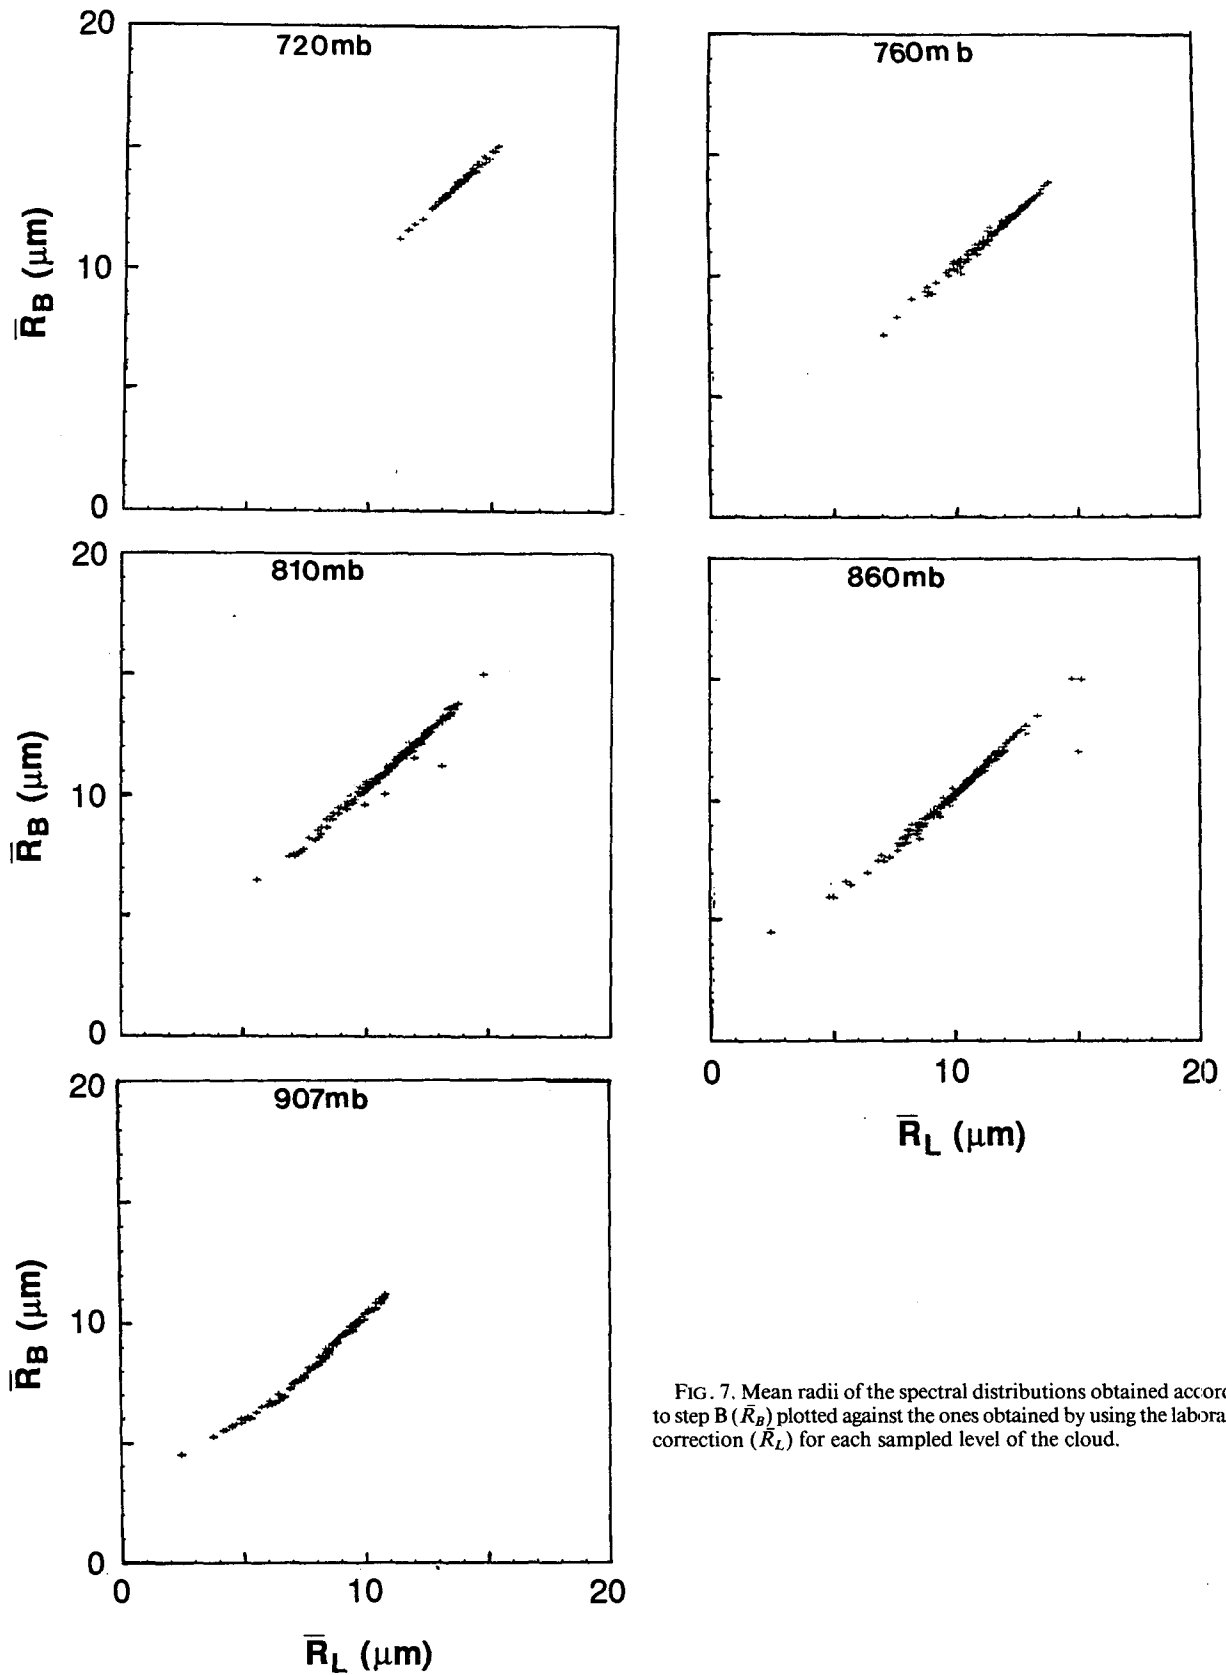 20
720mb
10
R̅B (μm)
0
760mb
20
810mb
10
R̅B (μm)
0
860mb
0 10 20
R̅L (μm)
20
907mb
10
R̅B (μm)
0
0 10 20
R̅L (μm)
FIG. 7. Mean radii of the spectral distributions obtained accord
to step B (R̅B) plotted against the ones obtained by using the labora
correction (R̅L) for each sampled level of the cloud.